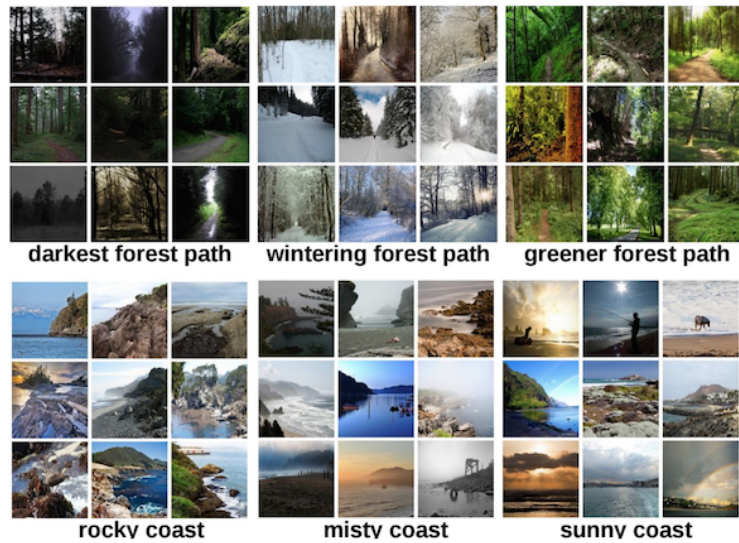 darkest forest path
wintering forest path
greener forest path
rocky coast
misty coast
sunny coast